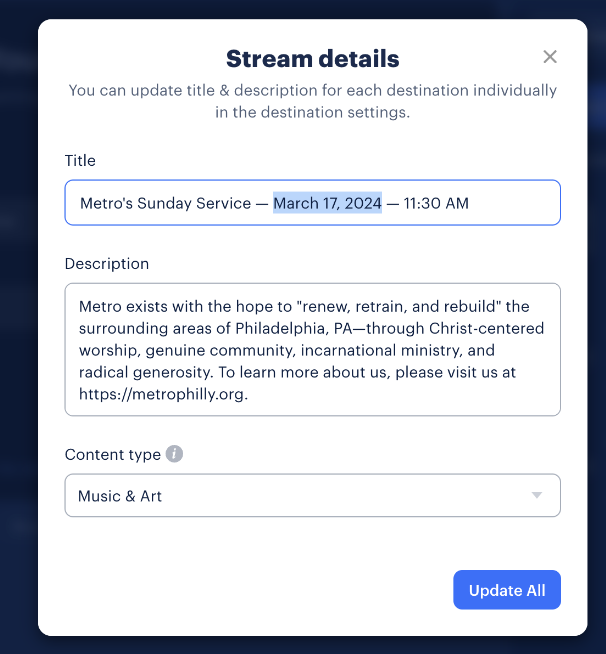 Stream details
You can update title & description for each destination individually
in the destination settings.
Title
Metro's Sunday Service — March 17, 2024 — 11:30 AM
Description
Metro exists with the hope to "renew, retrain, and rebuild" the
surrounding areas of Philadelphia, PA—through Christ-centered
worship, genuine community, incarnational ministry, and
radical generosity. To learn more about us, please visit us at
https://metrophilly.org.
Content type
Music & Art
Update All